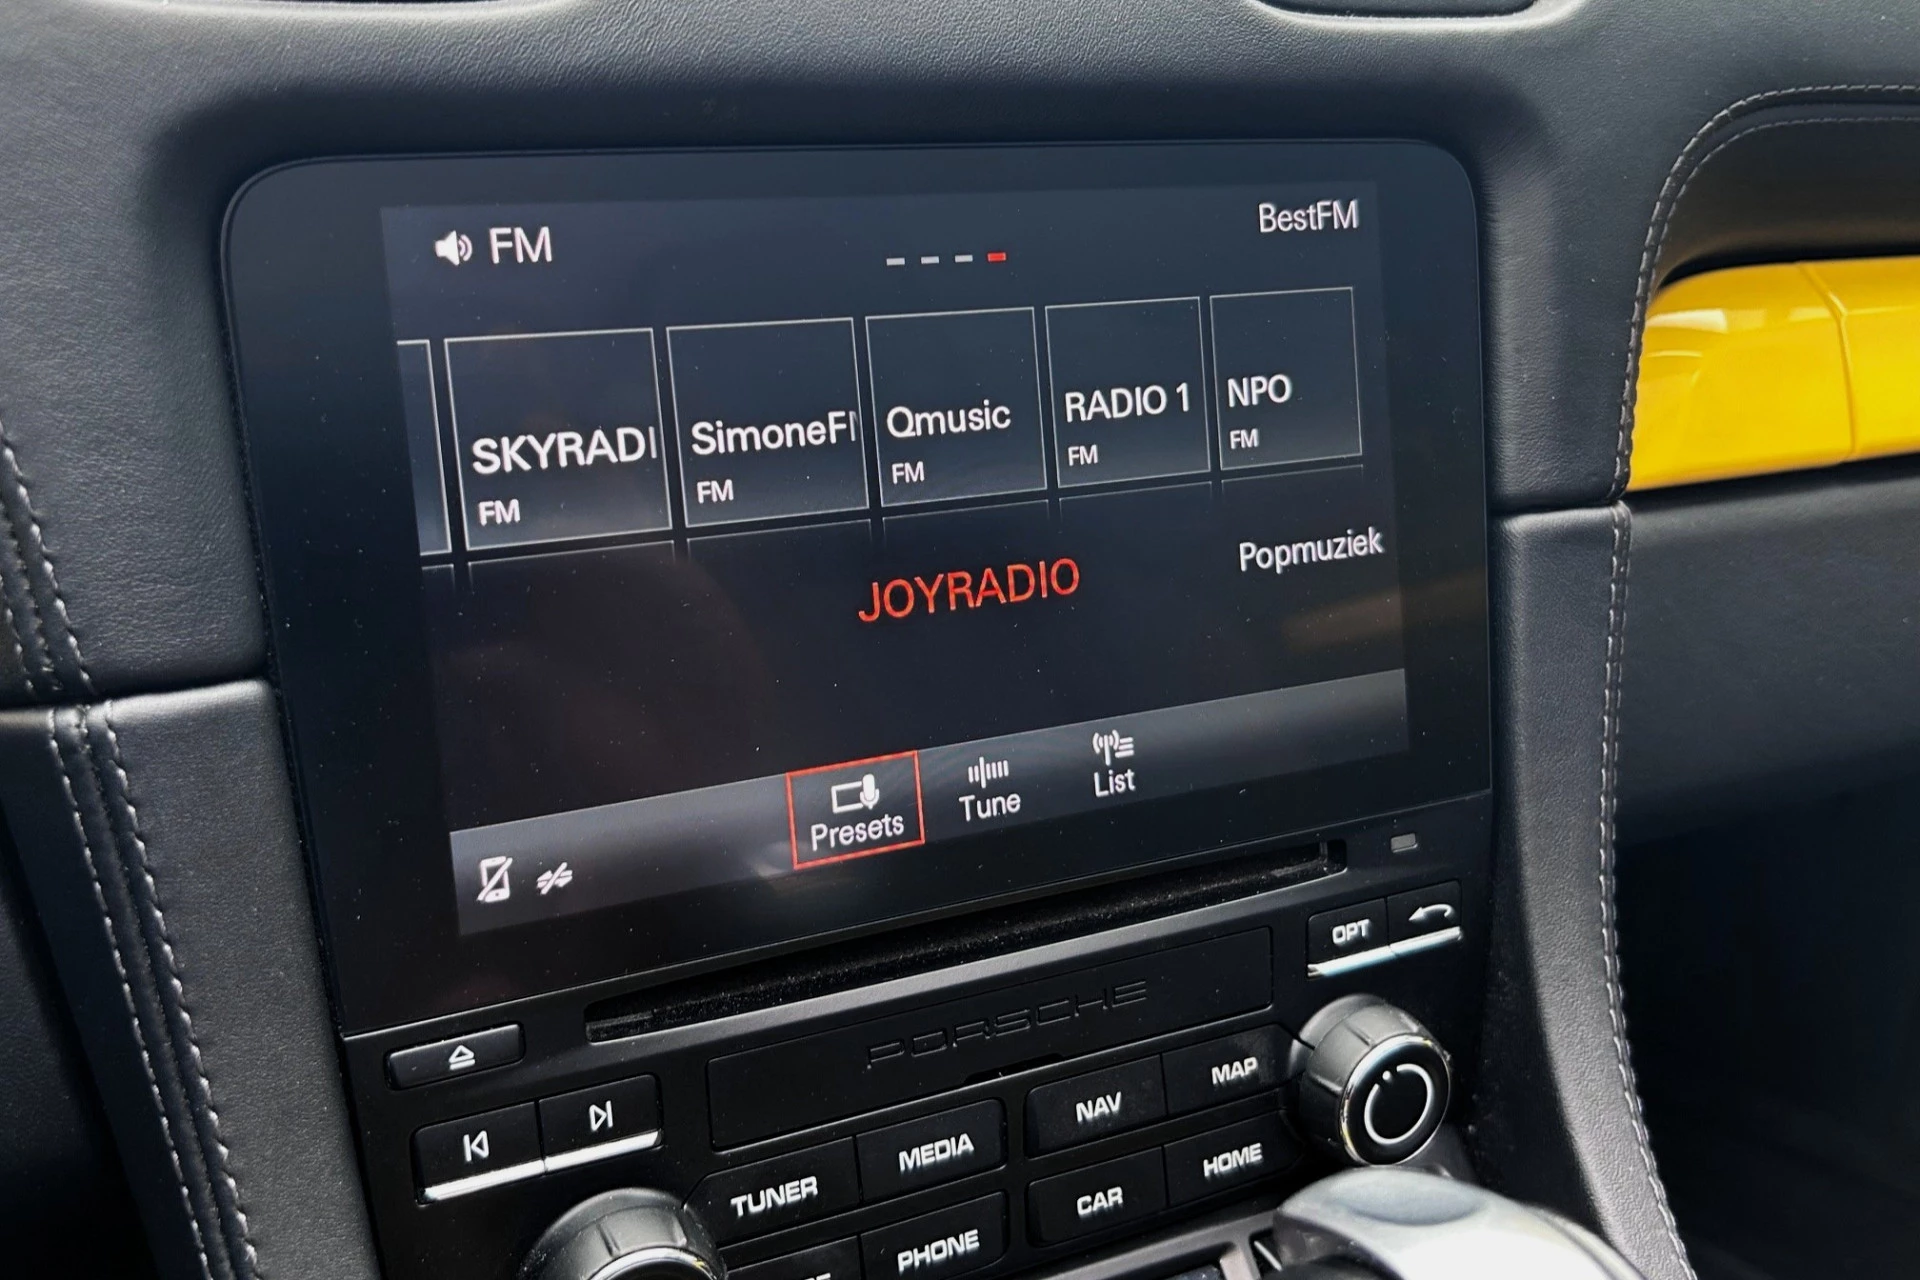 FM
BestFM
SKYRADI
FM
SimoneF
FM
Qmusic
FM
RADIO 1
FM
NPO
FM
JOYRADIO
Popmuziek
Presets
Tune
List
OPT
PORSCHE
MAP
NAV
MEDIA
HOME
TUNER
CAR
PHONE